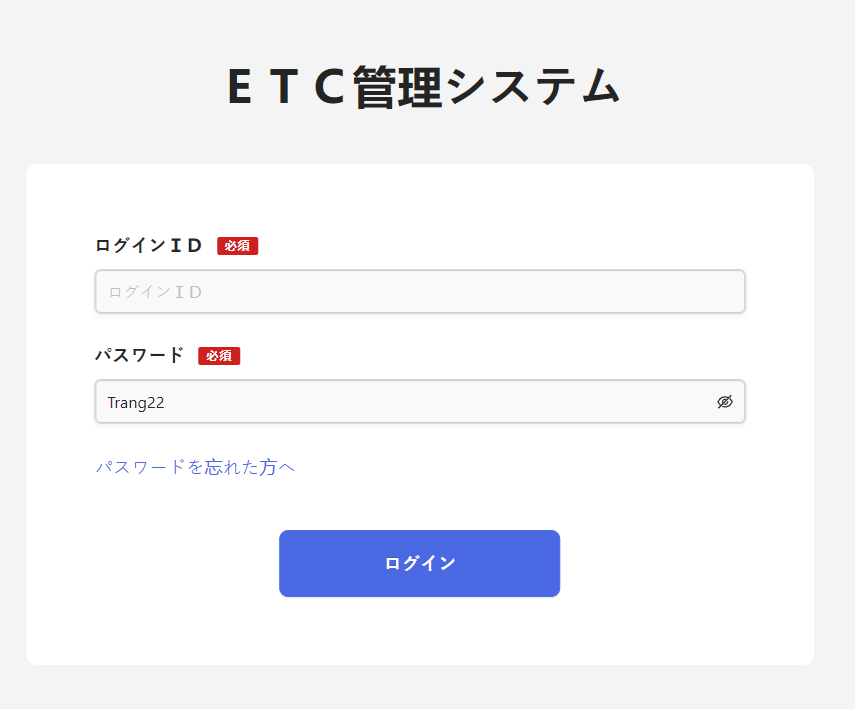 ＥＴＣ管理システム
ログインＩＤ 必須
ログインＩＤ
パスワード 必須
Trang22
パスワードを忘れた方へ
ログイン